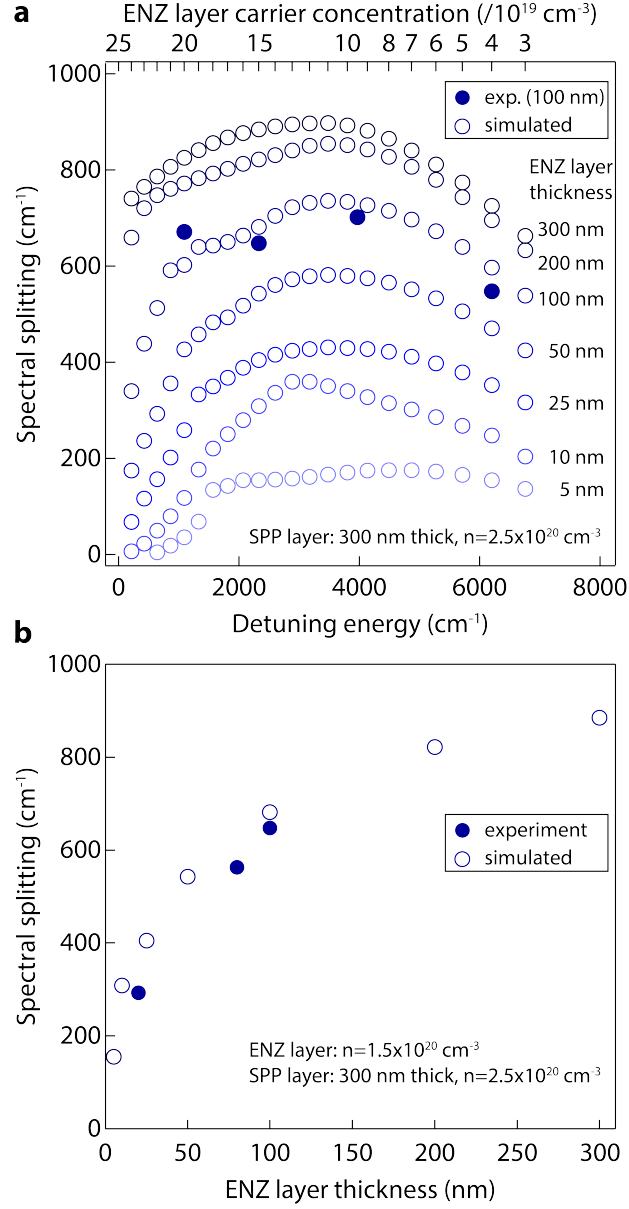 a
ENZ layer carrier concentration (/10¹⁹ cm⁻³)
25 20 15 10 8 7 6 5 4 3
1000
800
600
400
200
0
Spectral splitting (cm⁻¹)
exp. (100 nm)
simulated
ENZ layer
thickness
300 nm
200 nm
100 nm
50 nm
25 nm
10 nm
5 nm
SPP layer: 300 nm thick, n=2.5x10²⁰ cm⁻³
0 2000 4000 6000 8000
Detuning energy (cm⁻¹)
b
1000
800
600
400
200
0
Spectral splitting (cm⁻¹)
experiment
simulated
ENZ layer: n=1.5x10²⁰ cm⁻³
SPP layer: 300 nm thick, n=2.5x10²⁰ cm⁻³
0 50 100 150 200 250 300
ENZ layer thickness (nm)